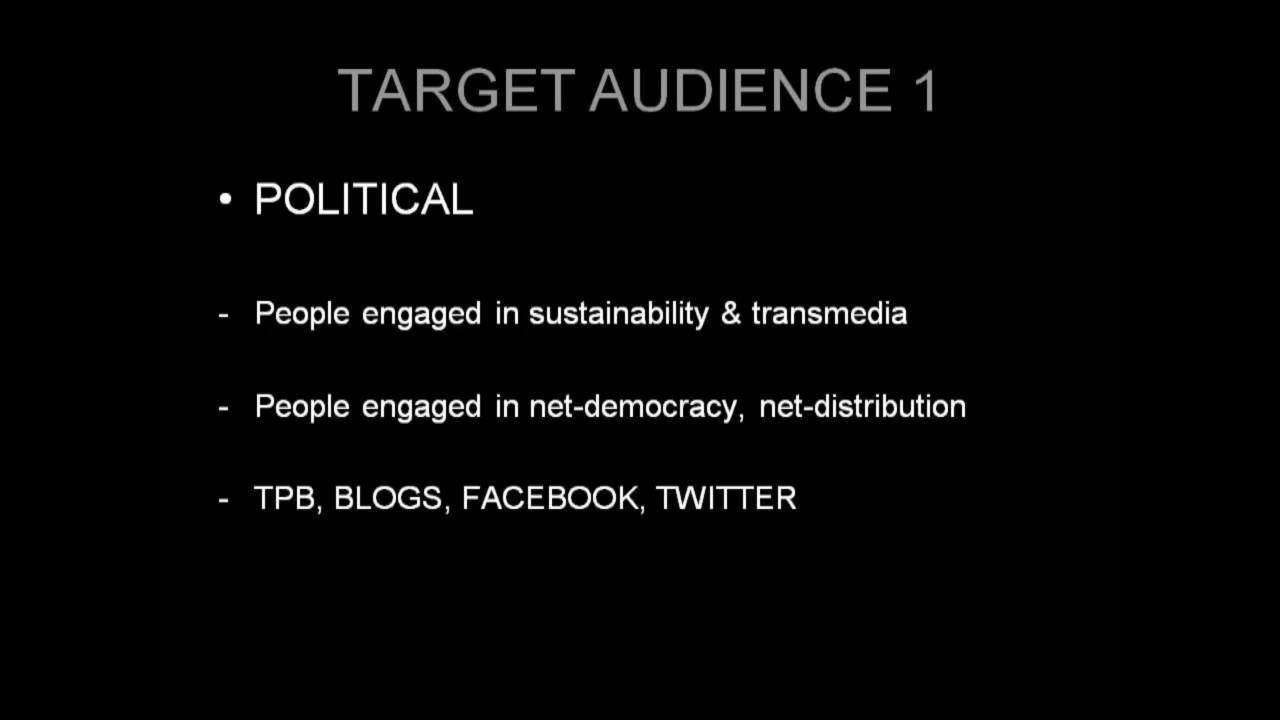 TARGET AUDIENCE 1
• POLITICAL
- People engaged in sustainability & transmedia
- People engaged in net-democracy, net-distribution
- TPB, BLOGS, FACEBOOK, TWITTER